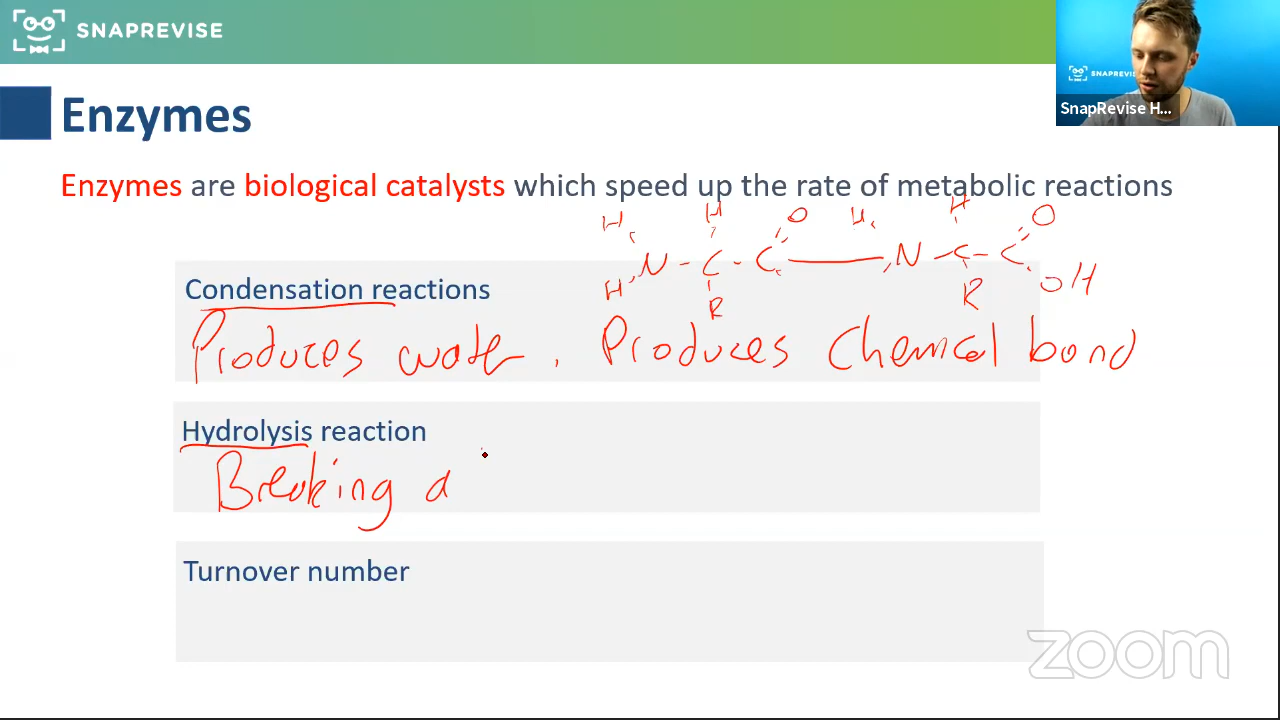 SNAPREVISE
SNAPREVISE
SnapRevise H...
Enzymes
Enzymes are biological catalysts which speed up the rate of metabolic reactions
H H O H H O
N - C - C N - C - C
H R R OH
Condensation reactions
Produces water, Produces Chemical bond
Hydrolysis reaction
Breaking a
Turnover number
zoom